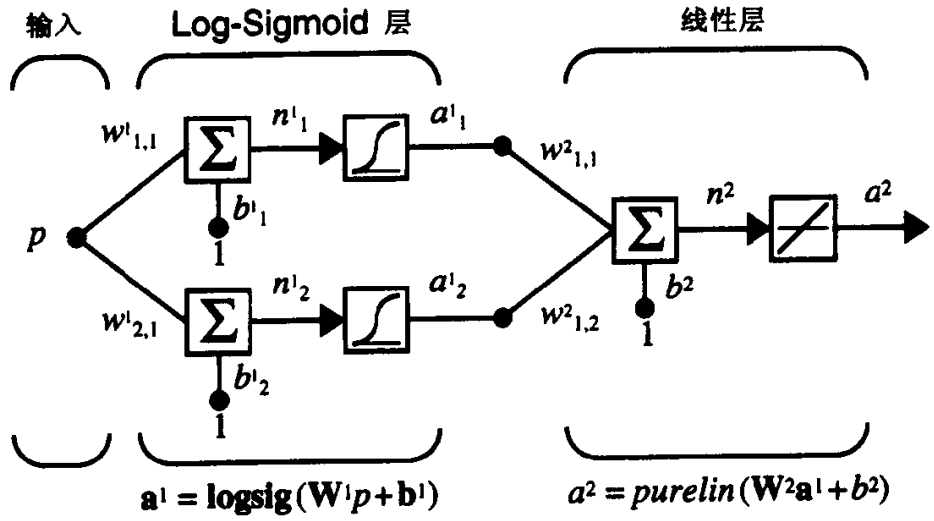 输入 Log-Sigmoid 层 线性层
w¹₁,₁ Σ n¹₁ a¹₁ w²₁,₁
b¹₁
1
p Σ n² a²
b²
1
w¹₂,₁ Σ n¹₂ a¹₂ w²₁,₂
b¹₂
1
a¹ = logsig(W¹p+b¹) a² = purelin(W²a¹+b²)